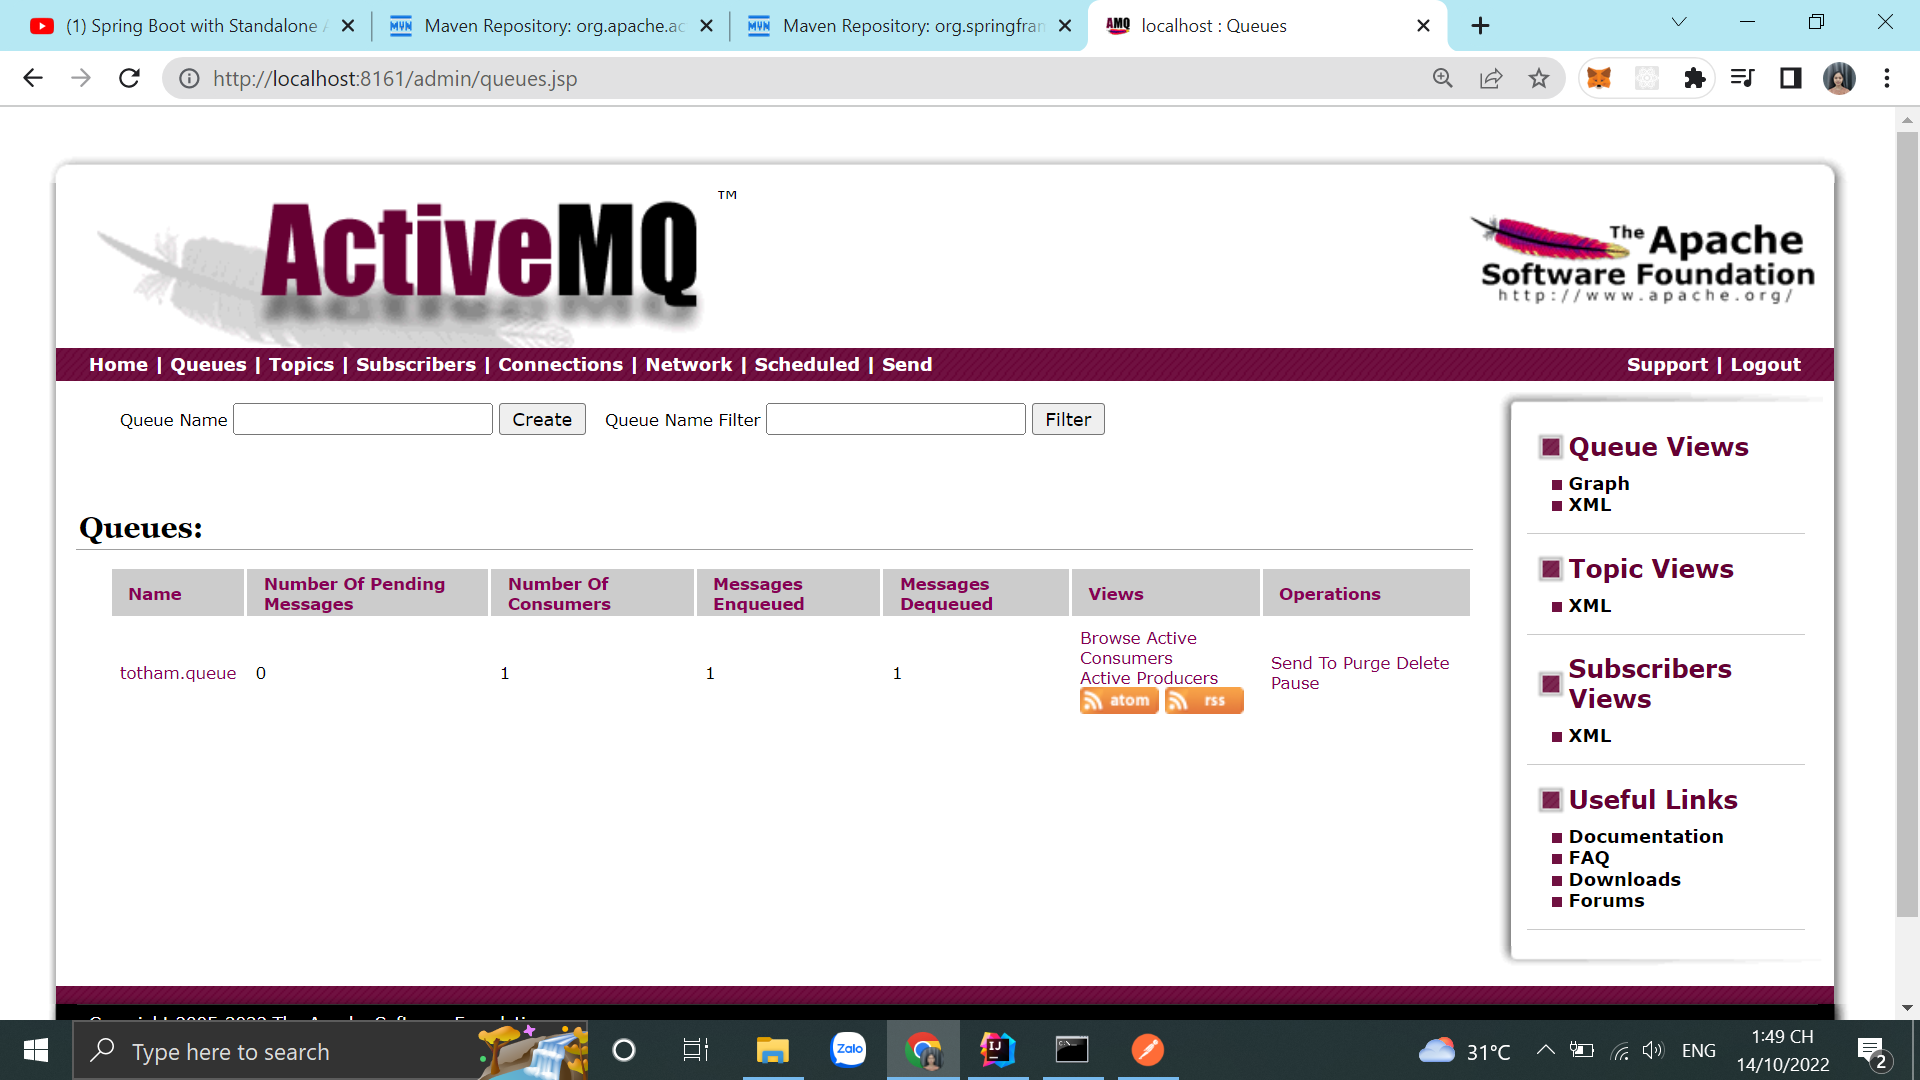 (1) Spring Boot with Standalone
Maven Repository: org.apache.ac
Maven Repository: org.springfran
AMQ
localhost : Queues
http://localhost:8161/admin/queues.jsp
ActiveMQ
TM
The Apache
Software Foundation
http://www.apache.org/
Home | Queues | Topics | Subscribers | Connections | Network | Scheduled | Send
Support | Logout
Queue Name
Create
Queue Name Filter
Filter
Queues:
Name
Number Of Pending Messages
Number Of Consumers
Messages Enqueued
Messages Dequeued
Views
Operations
totham.queue
0
1
1
1
Browse Active
Consumers
Active Producers
atom
rss
Send To Purge Delete
Pause
Queue Views
Graph
XML
Topic Views
XML
Subscribers
Views
XML
Useful Links
Documentation
FAQ
Downloads
Forums
Type here to search
Zalo
31°C
ENG
1:49 CH
14/10/2022
2